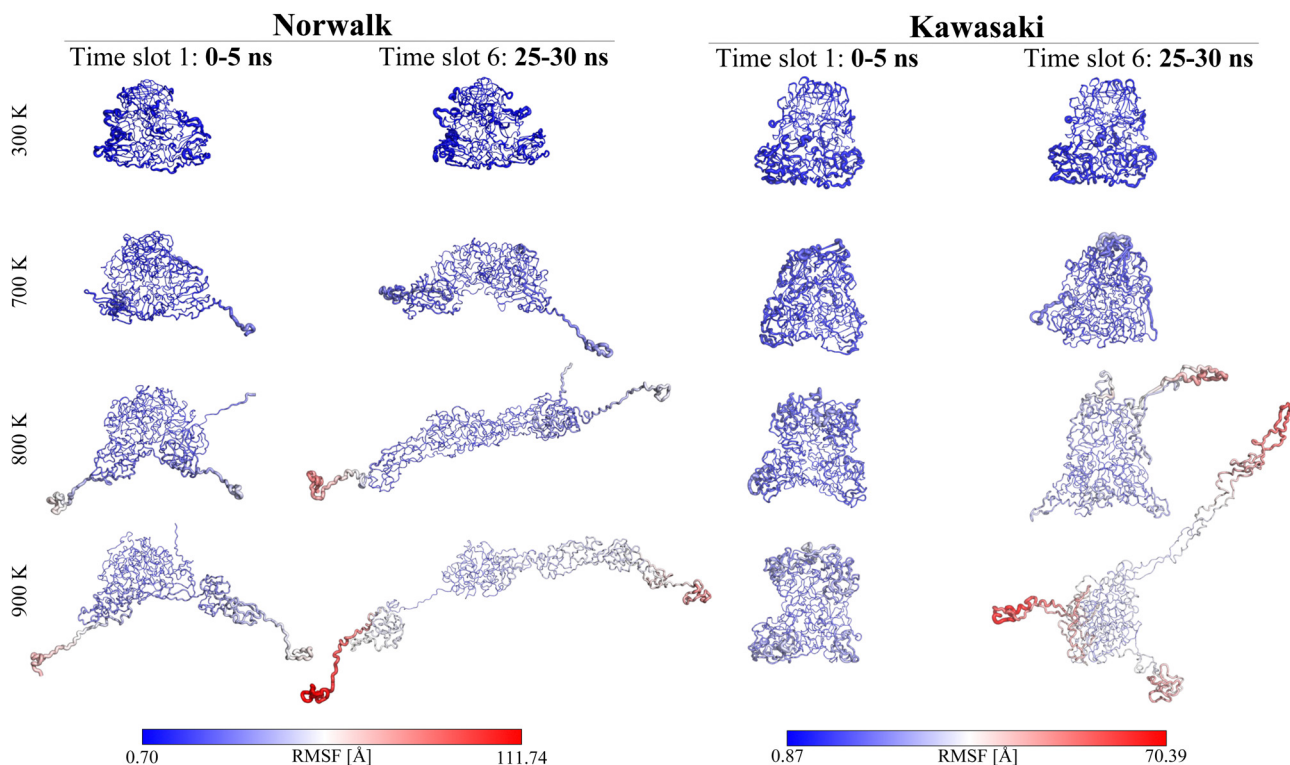 Norwalk
Kawasaki
Time slot 1: 0-5 ns
Time slot 6: 25-30 ns
Time slot 1: 0-5 ns
Time slot 6: 25-30 ns
300 K
700 K
800 K
900 K
0.70
RMSF [Å]
111.74
0.87
RMSF [Å]
70.39